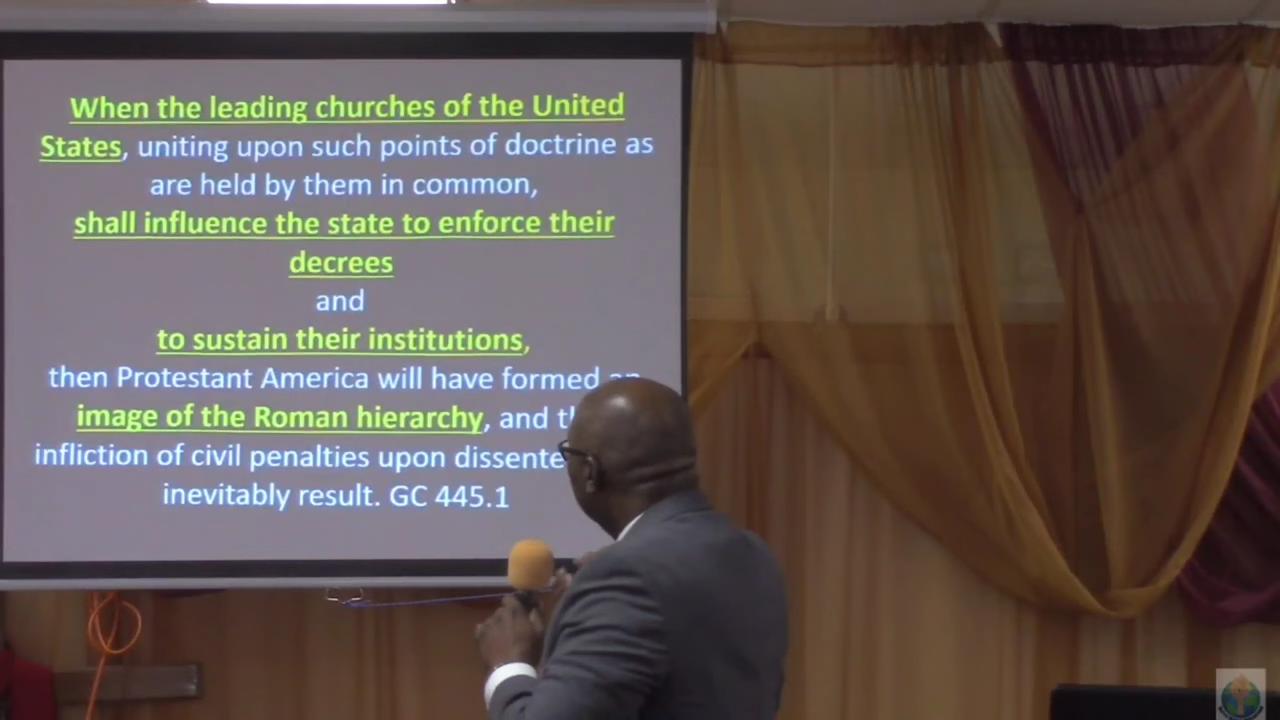 When the leading churches of the United
States, uniting upon such points of doctrine as
are held by them in common,
shall influence the state to enforce their
decrees
and
to sustain their institutions,
then Protestant America will have formed
image of the Roman hierarchy, and
infliction of civil penalties upon
inevitably result. GC 445.1